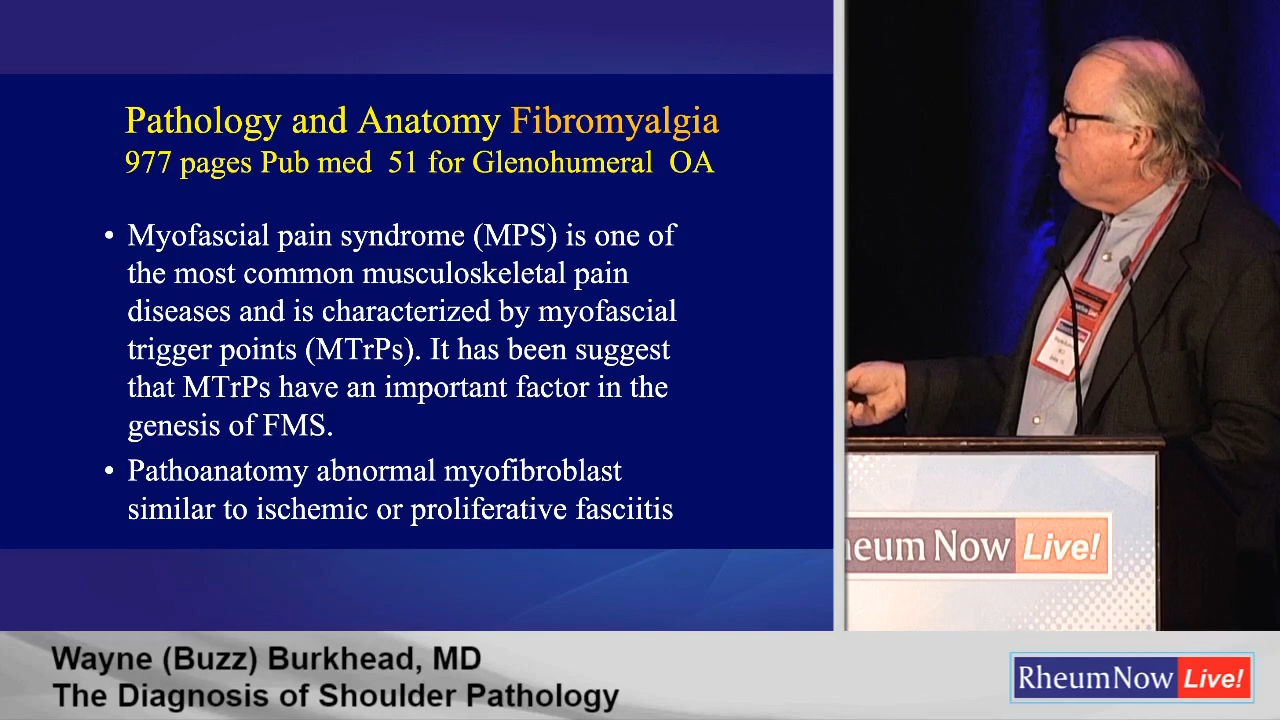 Pathology and Anatomy Fibromyalgia
977 pages Pub med 51 for Glenohumeral OA
• Myofascial pain syndrome (MPS) is one of
the most common musculoskeletal pain
diseases and is characterized by myofascial
trigger points (MTrPs). It has been suggest
that MTrPs have an important factor in the
genesis of FMS.
• Pathoanatomy abnormal myofibroblast
similar to ischemic or proliferative fasciitis
heum Now Live!
Wayne (Buzz) Burkhead, MD
The Diagnosis of Shoulder Pathology
RheumNow Live!